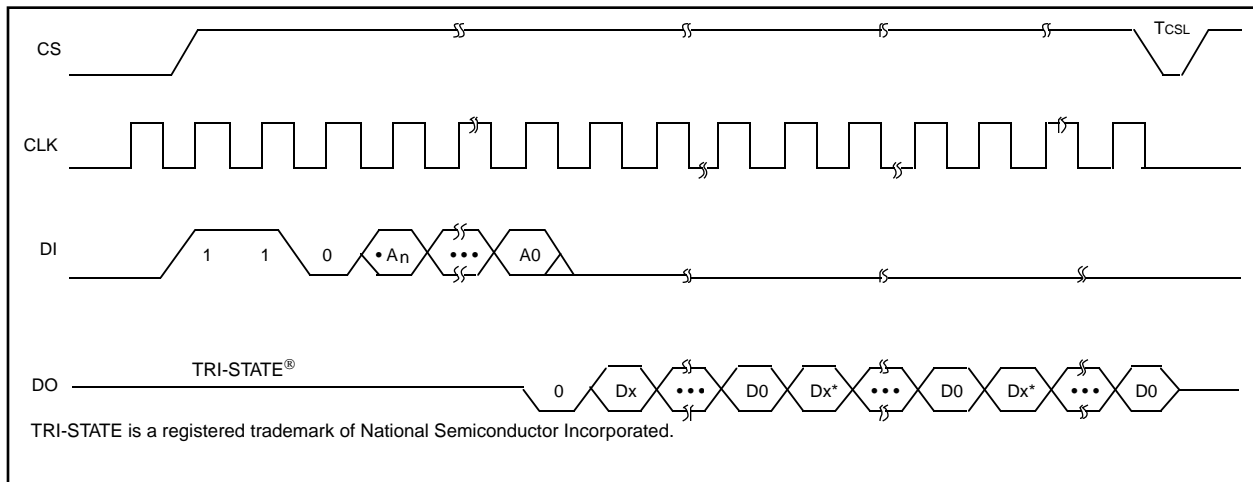 CS TCSL
CLK
DI 1 1 0 •An ••• A0
TRI-STATE®
DO 0 Dx ••• D0 Dx* ••• D0 Dx* ••• D0
TRI-STATE is a registered trademark of National Semiconductor Incorporated.